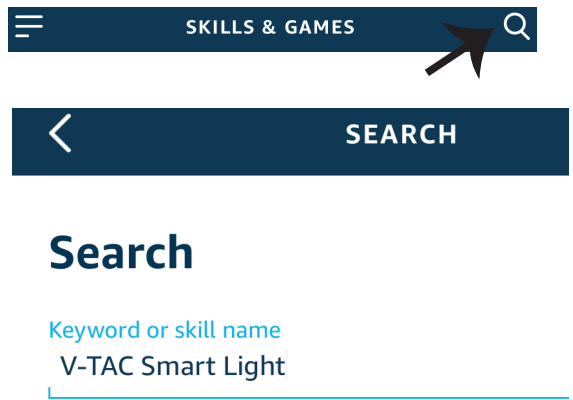 SKILLS & GAMES
SEARCH
Search
Keyword or skill name
V-TAC Smart Light